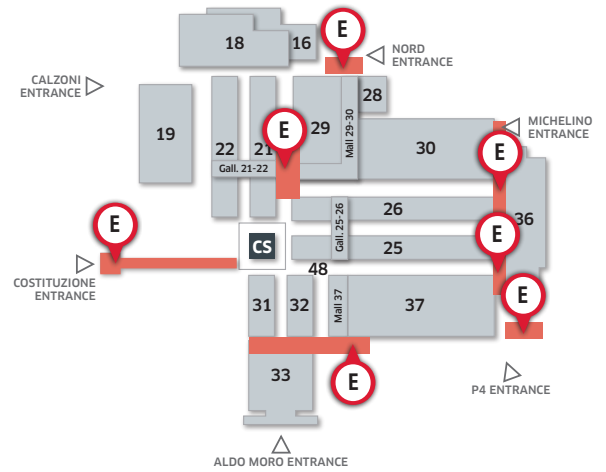 E
18
16
NORD
ENTRANCE
CALZONI
ENTRANCE
28
19
22
21
E
29
Mall 29-30
30
MICHELINO
ENTRANCE
E
Gall. 21-22
26
Gall. 25-26
36
E
CS
25
E
COSTITUZIONE
ENTRANCE
48
31
32
Mall 37
37
E
33
E
P4 ENTRANCE
ALDO MORO ENTRANCE